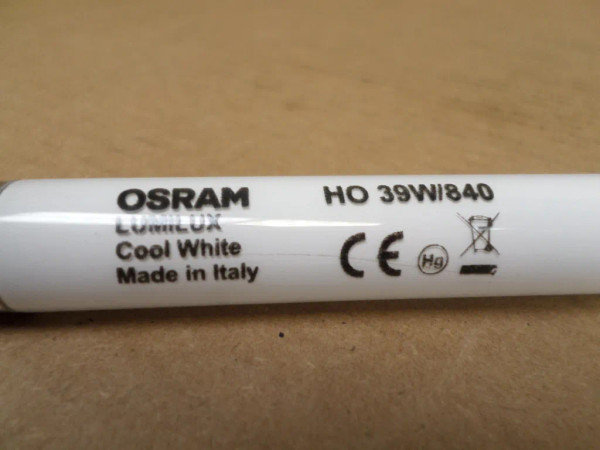 OSRAM
LUMILUX
Cool White
Made in Italy
HO 39W/840
CE Hg